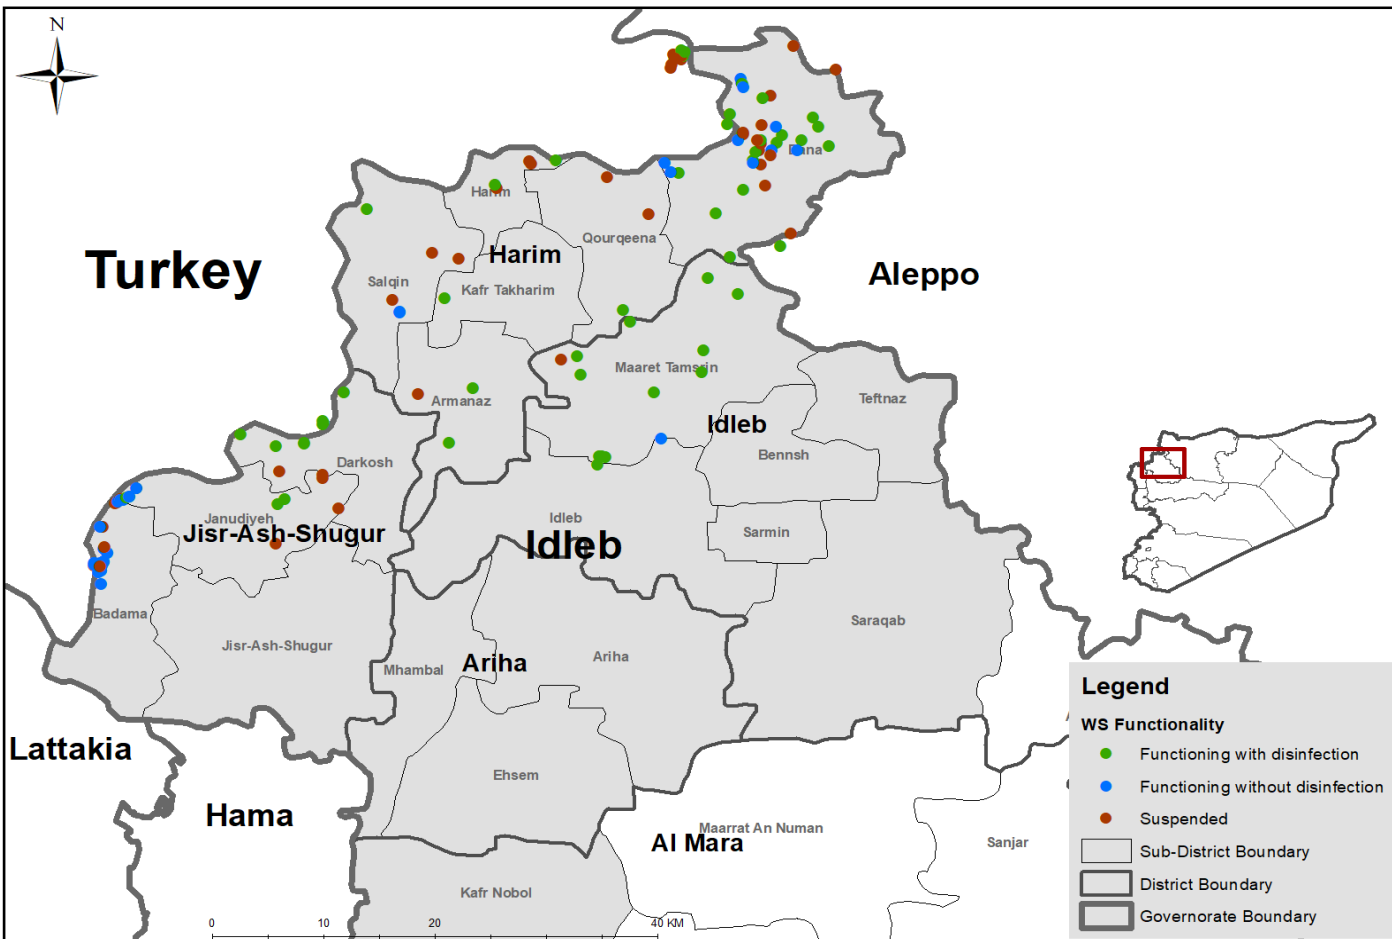 N
Turkey
Aleppo
Dana
Harim
Harim
Qourqeena
Salqin
Kafr Takharim
Maaret Tamsrin
Armanaz
Teftnaz
Idleb
Bennsh
Darkosh
Janudiyeh
Jisr-Ash-Shugur
Idleb
Idleb
Sarmin
Badama
Jisr-Ash-Shugur
Mhambal
Ariha
Ariha
Saraqab
Lattakia
Hama
Ehsem
Maarrat An Numan
Al Mara
Sanjar
Kafr Nobol
0 10 20 40 KM
Legend
WS Functionality
Functioning with disinfection
Functioning without disinfection
Suspended
Sub-District Boundary
District Boundary
Governorate Boundary